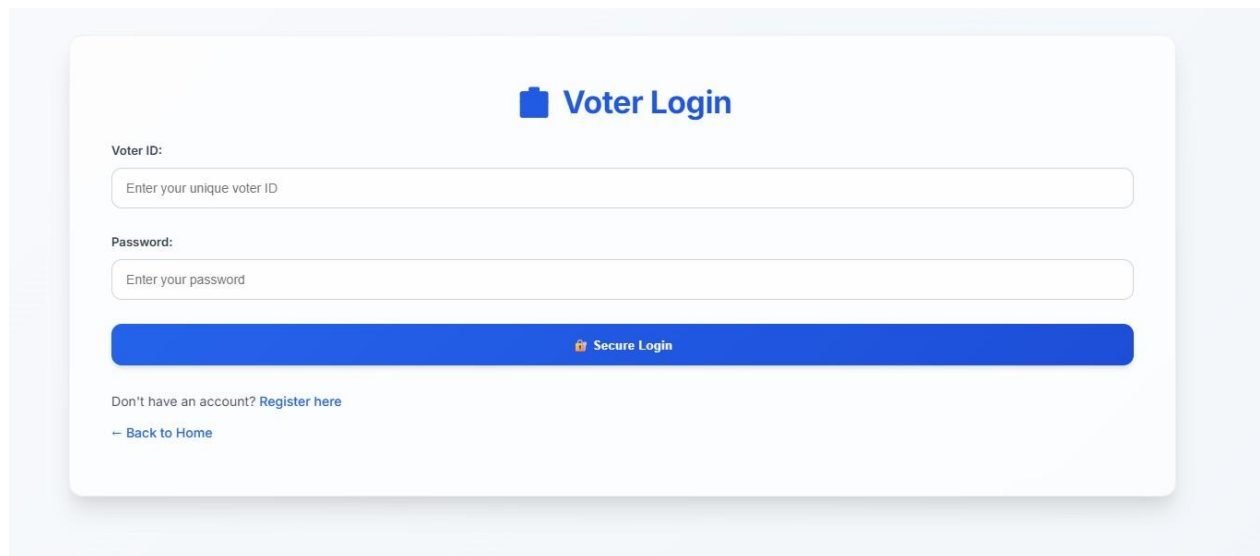 Voter Login
Voter ID:
Enter your unique voter ID
Password:
Enter your password
🔐 Secure Login
Don't have an account? Register here
← Back to Home